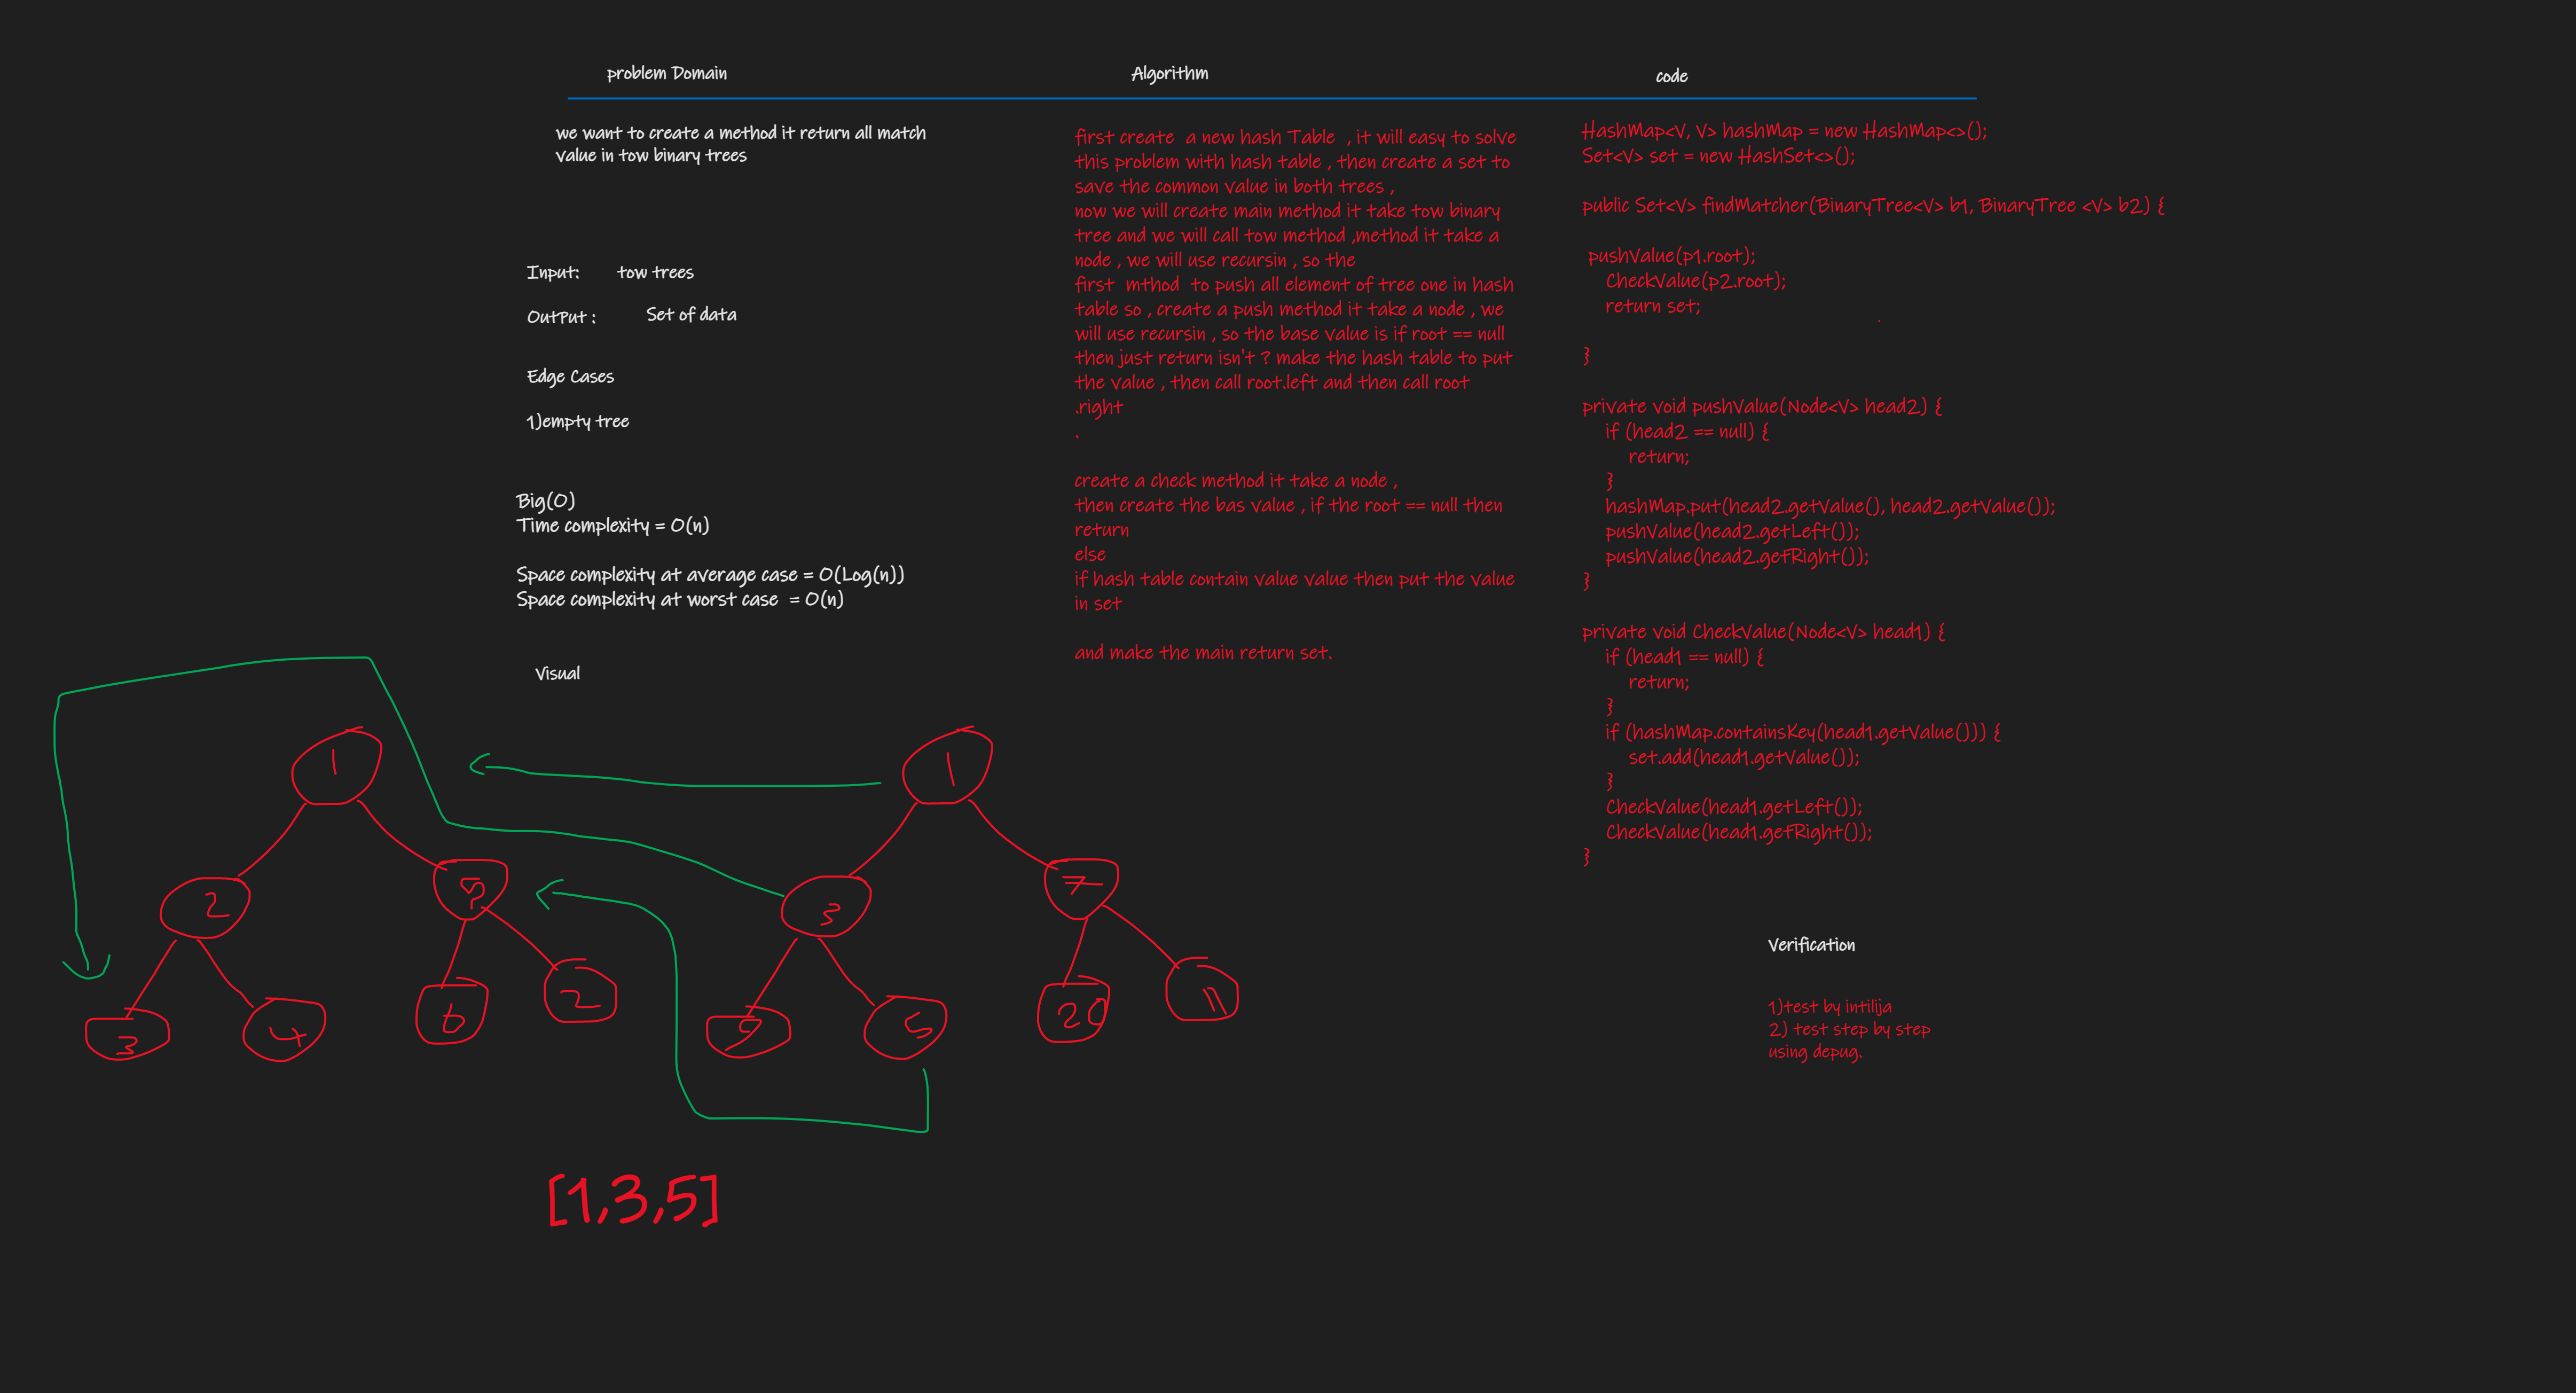 problem Domain
Algorithm
code
we want to create a method it return all match
value in tow binary trees
Input: tow trees
Output : Set of data
Edge Cases
1)empty tree
Big(O)
Time complexity = O(n)
Space complexity at average case = O(Log(n))
Space complexity at worst case = O(n)
Visual
first create a new hash Table , it will easy to solve
this problem with hash table , then create a set to
save the common value in both trees ,
now we will create main method it take tow binary
tree and we will call tow method ,method it take a
node , we will use recursin , so the
first mthod to push all element of tree one in hash
table so , create a push method it take a node , we
will use recursin , so the base value is if root == null
then just return isn't ? make the hash table to put
the value , then call root.left and then call root
.right
.
create a check method it take a node ,
then create the bas value , if the root == null then
return
else
if hash table contain value value then put the value
in set
and make the main return set.
HashMap<V, V> hashMap = new HashMap<>();
Set<V> set = new HashSet<>();
public Set<V> findMatcher(BinaryTree<V> b1, BinaryTree <V> b2) {
pushValue(p1.root);
CheckValue(p2.root);
return set;
}
private void pushValue(Node<V> head2) {
if (head2 == null) {
return;
}
hashMap.put(head2.getValue(), head2.getValue());
pushValue(head2.getLeft());
pushValue(head2.getRight());
}
private void CheckValue(Node<V> head1) {
if (head1 == null) {
return;
}
if (hashMap.containsKey(head1.getValue())) {
set.add(head1.getValue());
}
CheckValue(head1.getLeft());
CheckValue(head1.getRight());
}
Verification
1)test by intilija
2) test step by step
using depug.
1
1
2
3
7
3
4
6
2
5
20
11
[1,3,5]